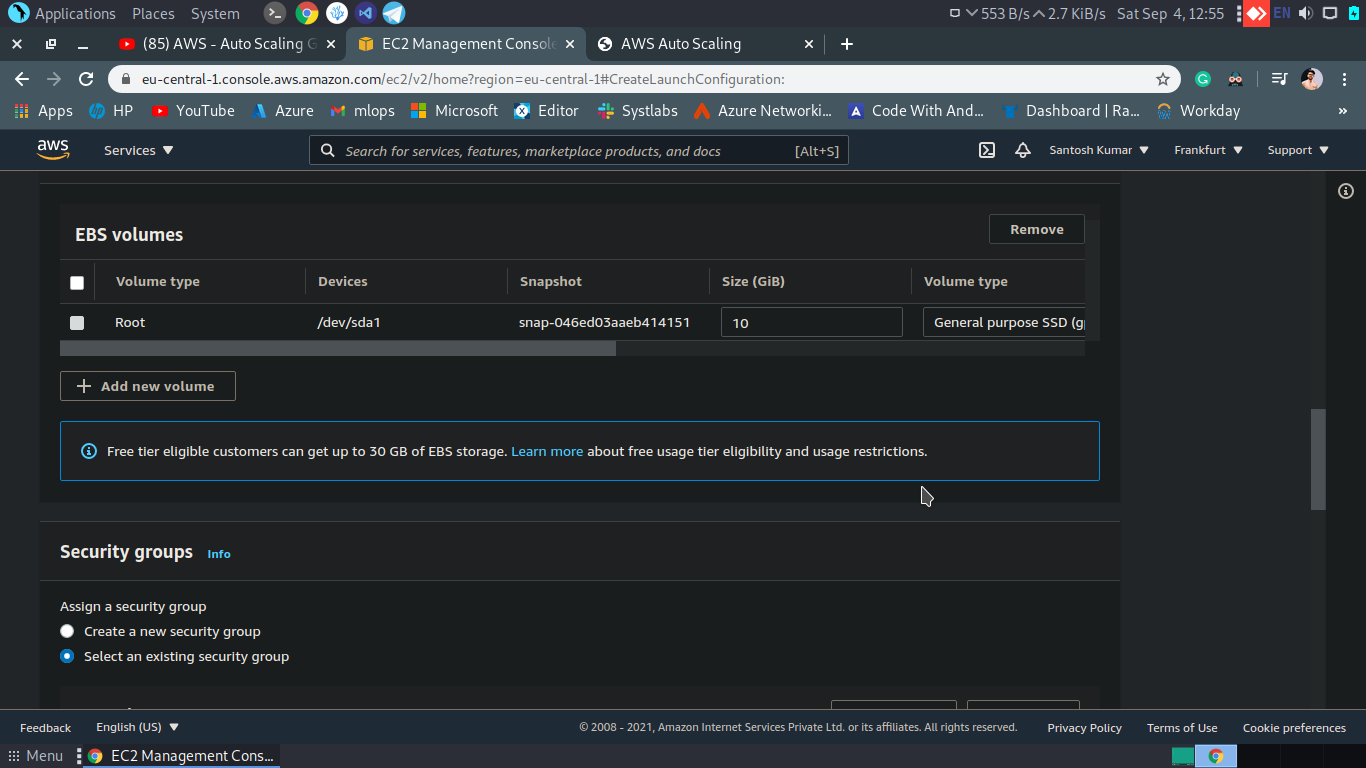 Applications Places System 553 B/s 2.7 KiB/s Sat Sep 4, 12:55 EN
(85) AWS - Auto Scaling G EC2 Management Console AWS Auto Scaling
eu-central-1.console.aws.amazon.com/ec2/v2/home?region=eu-central-1#CreateLaunchConfiguration:
Apps HP YouTube Azure mlops Microsoft Editor Systlabs Azure Networki... Code With And... Dashboard | Ra... Workday »
aws Services Search for services, features, marketplace products, and docs [Alt+S] Santosh Kumar Frankfurt Support
EBS volumes Remove
Volume type Devices Snapshot Size (GiB) Volume type
Root /dev/sda1 snap-046ed03aaeb414151 10 General purpose SSD (g
Add new volume
Free tier eligible customers can get up to 30 GB of EBS storage. Learn more about free usage tier eligibility and usage restrictions.
Security groups Info
Assign a security group
Create a new security group
Select an existing security group
Feedback English (US) © 2008 - 2021, Amazon Internet Services Private Ltd. or its affiliates. All rights reserved. Privacy Policy Terms of Use Cookie preferences
Menu EC2 Management Cons...